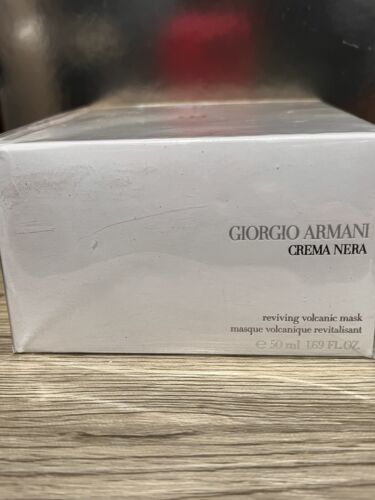 GIORGIO ARMANI
CREMA NERA
reviving volcanic mask
masque volcanique revitalisant
℮ 50 ml 1.69 FL.OZ.